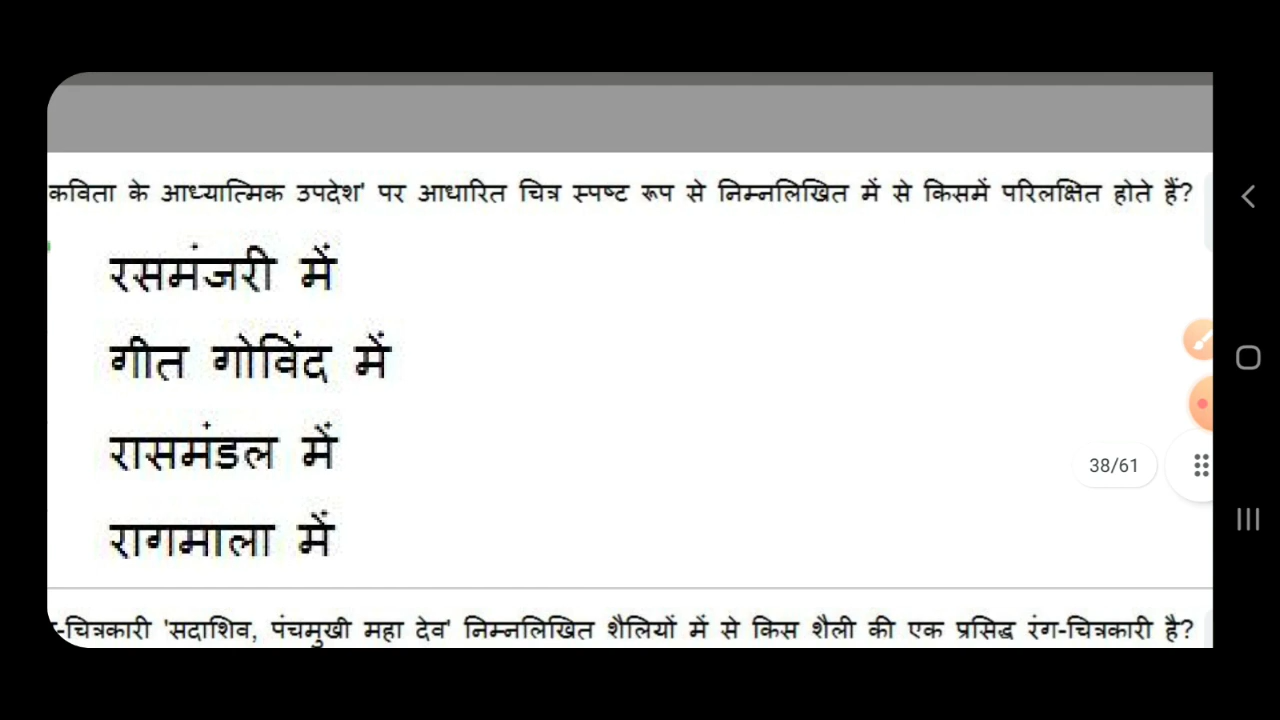 कविता के आध्यात्मिक उपदेश' पर आधारित चित्र स्पष्ट रूप से निम्नलिखित में से किसमें परिलक्षित होते हैं?
रसमंजरी में
गीत गोविंद में
रासमंडल में
38/61
रागमाला में
-चित्रकारी 'सदाशिव, पंचमुखी महा देव' निम्नलिखित शैलियों में से किस शैली की एक प्रसिद्ध रंग-चित्रकारी है?